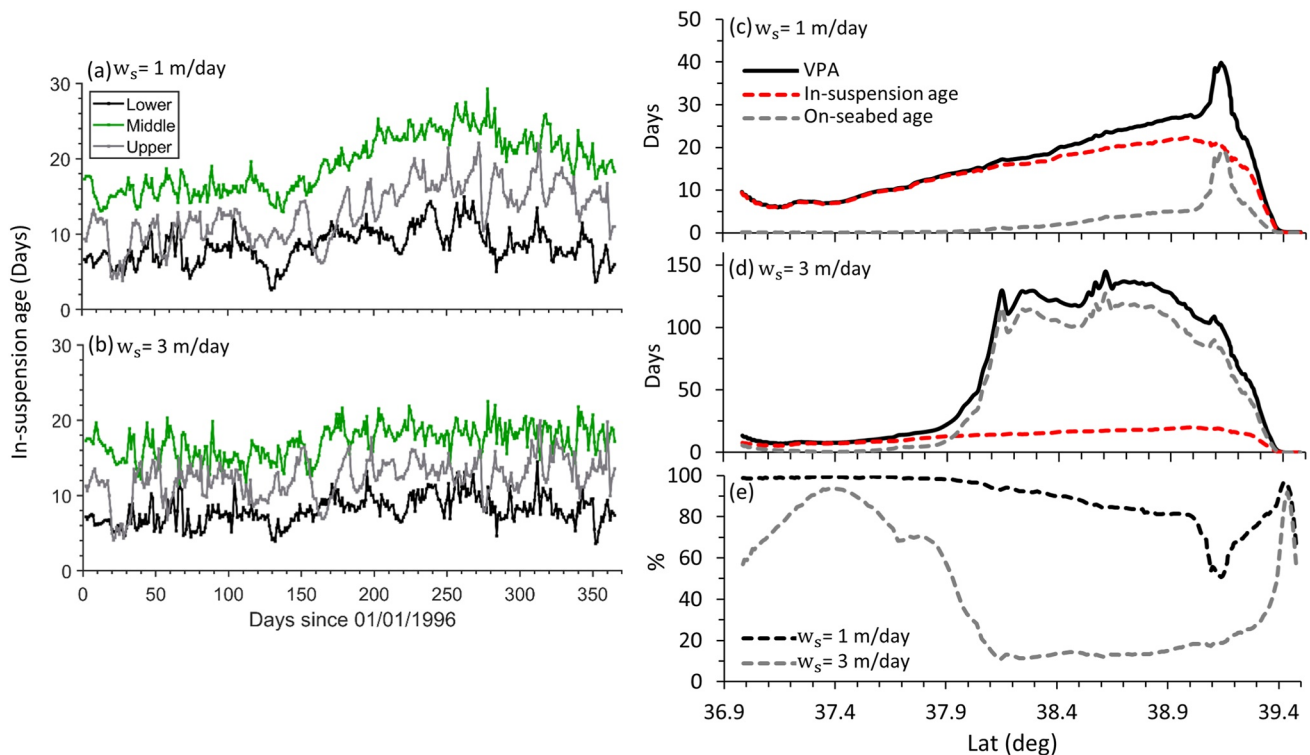 (a) wₛ= 1 m/day
30
Lower
Middle
Upper
20
10
0
(b) wₛ= 3 m/day
30
20
10
0
0 50 100 150 200 250 300 350
Days since 01/01/1996
In-suspension age (Days)
(c) wₛ= 1 m/day
50
40
30
20
10
0
Days
VPA
In-suspension age
On-seabed age
(d) wₛ= 3 m/day
150
100
50
0
Days
(e)
100
80
60
40
20
0
%
wₛ= 1 m/day
wₛ= 3 m/day
36.9 37.4 37.9 38.4 38.9 39.4
Lat (deg)